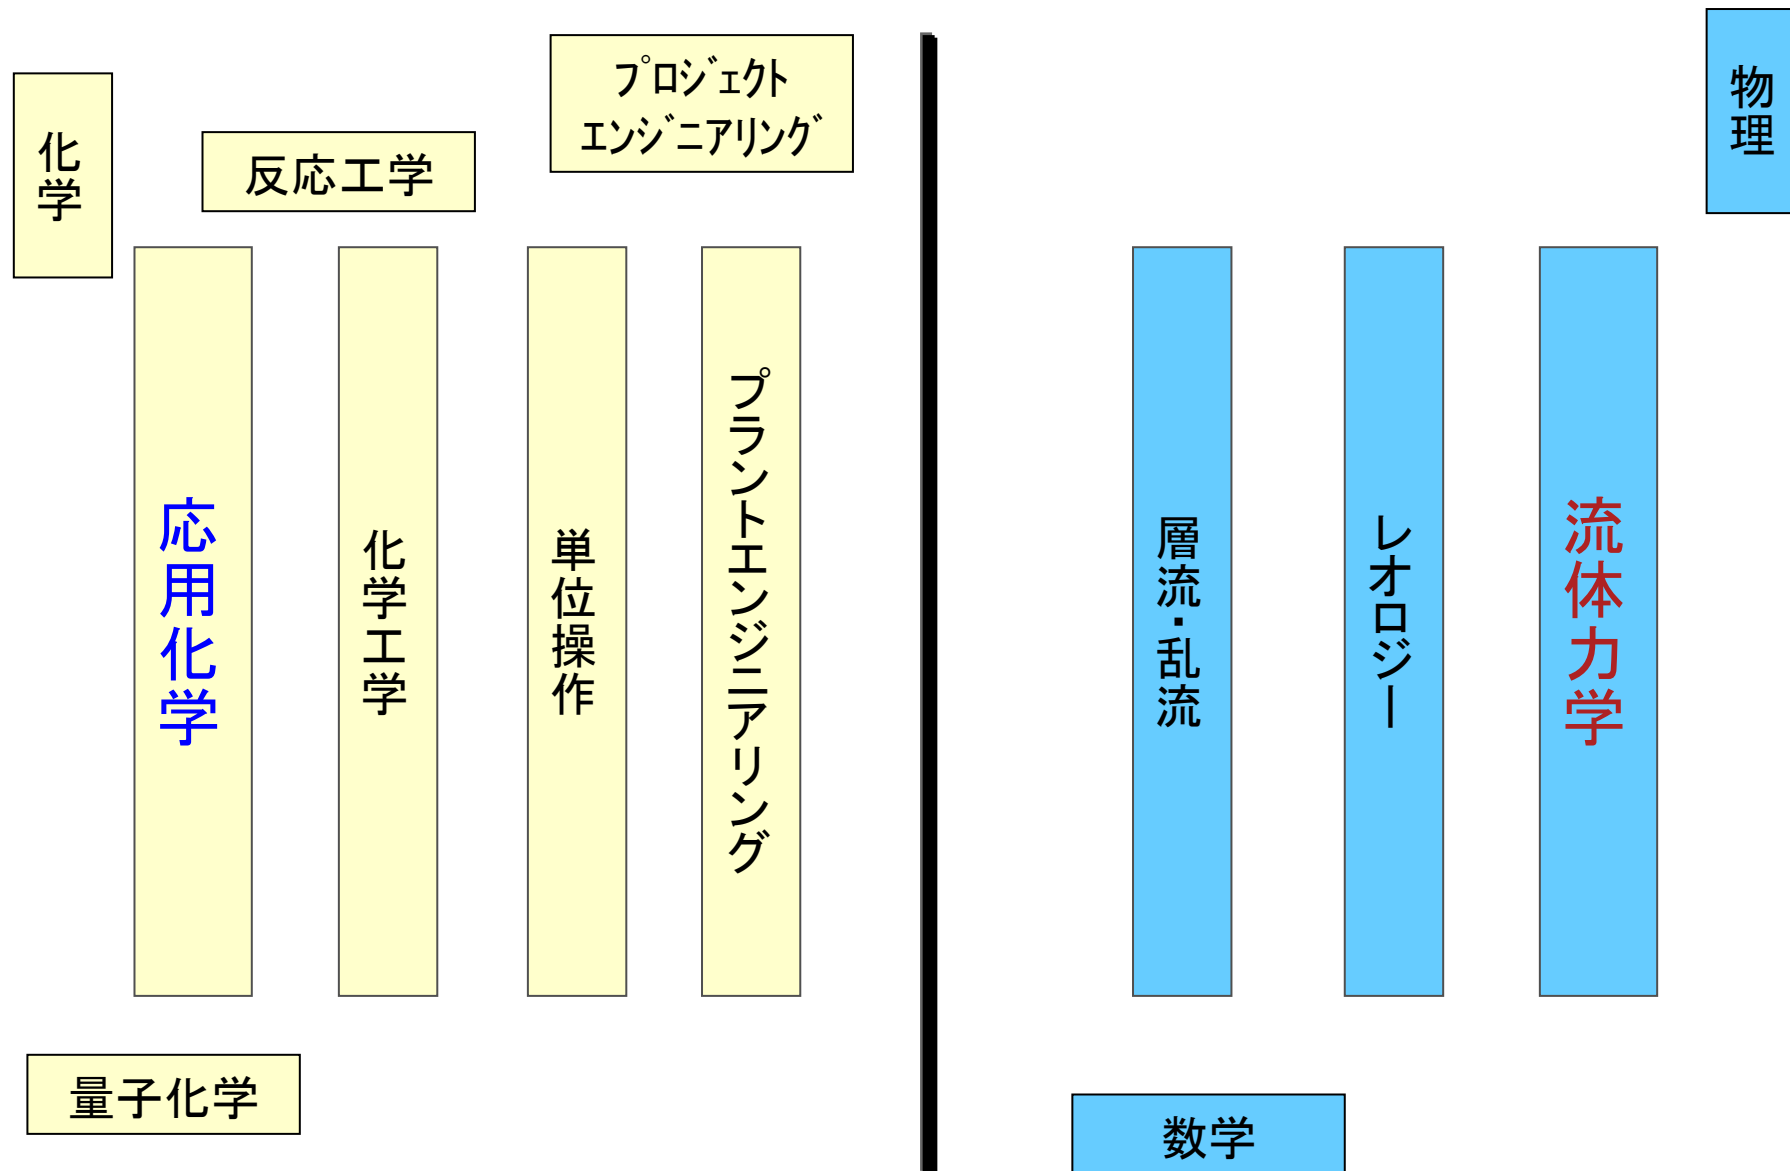 化学
反応工学
ﾌﾟﾛｼﾞｪｸﾄ
ｴﾝｼﾞﾆｱﾘﾝｸﾞ
物理
応用化学
化学工学
単位操作
プラントエンジニアリング
層流・乱流
レオロジー
流体力学
量子化学
数学